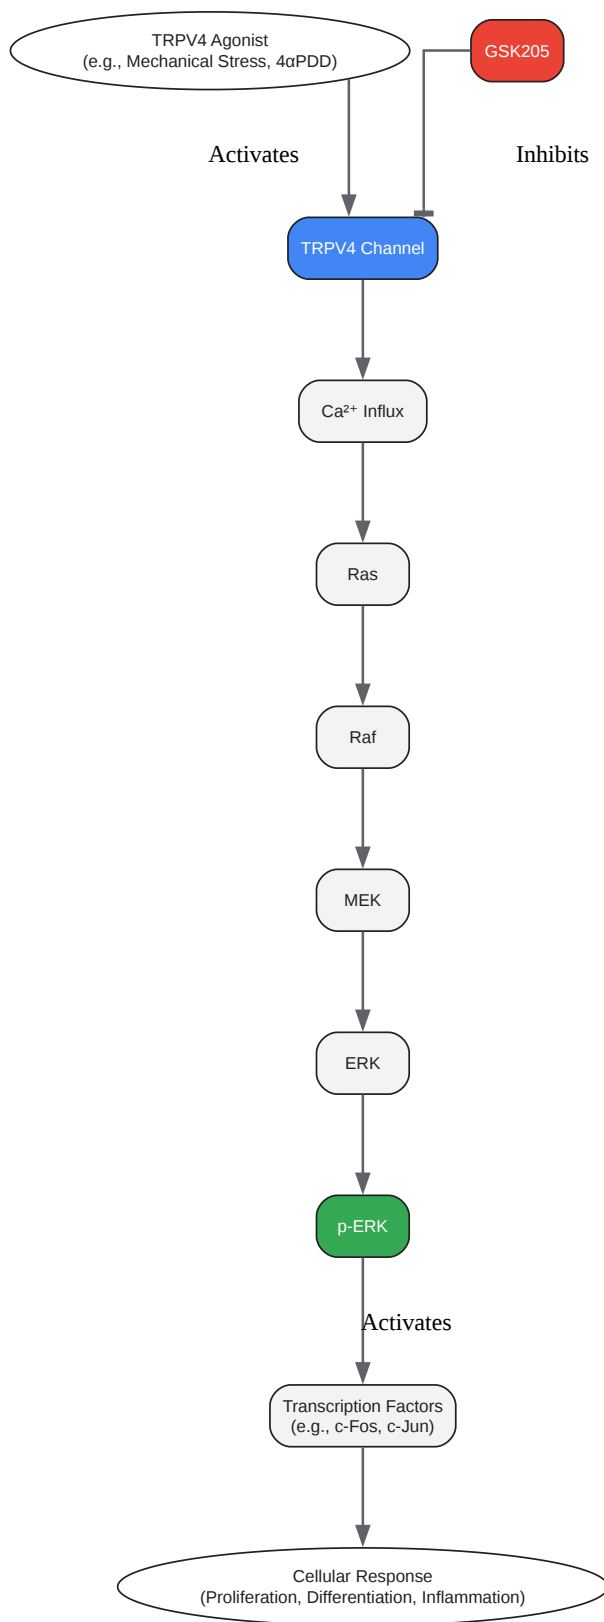 TRPV4 Agonist
(e.g., Mechanical Stress, 4αPDD)
GSK205
Activates
Inhibits
TRPV4 Channel
Ca²⁺ Influx
Ras
Raf
MEK
ERK
p-ERK
Activates
Transcription Factors
(e.g., c-Fos, c-Jun)
Cellular Response
(Proliferation, Differentiation, Inflammation)